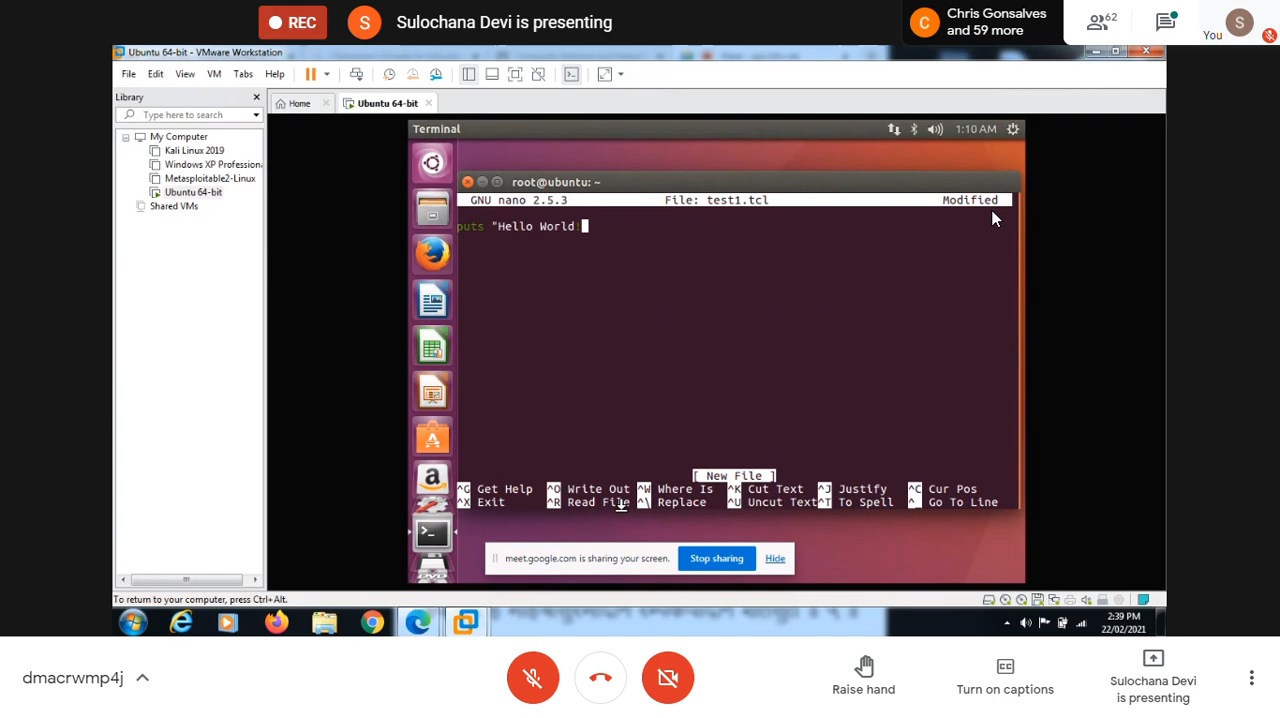 REC
S
Sulochana Devi is presenting
C
Chris Gonsalves
and 59 more
62
You
S
Ubuntu 64-bit - VMware Workstation
File Edit View VM Tabs Help
Library
Type here to search
My Computer
Kali Linux 2019
Windows XP Profession
Metasploitable2-Linux
Ubuntu 64-bit
Shared VMs
Home
Ubuntu 64-bit
Terminal
1:10 AM
root@ubuntu: ~
GNU nano 2.5.3 File: test1.tcl Modified
puts "Hello World!
[ New File ]
^G Get Help ^O Write Out ^W Where Is ^K Cut Text ^J Justify ^C Cur Pos
^X Exit ^R Read File ^\ Replace ^U Uncut Text ^T To Spell ^_ Go To Line
meet.google.com is sharing your screen. Stop sharing Hide
To return to your computer, press Ctrl+Alt.
2:39 PM
22/02/2021
dmacrwmp4j
Raise hand
Turn on captions
Sulochana Devi
is presenting